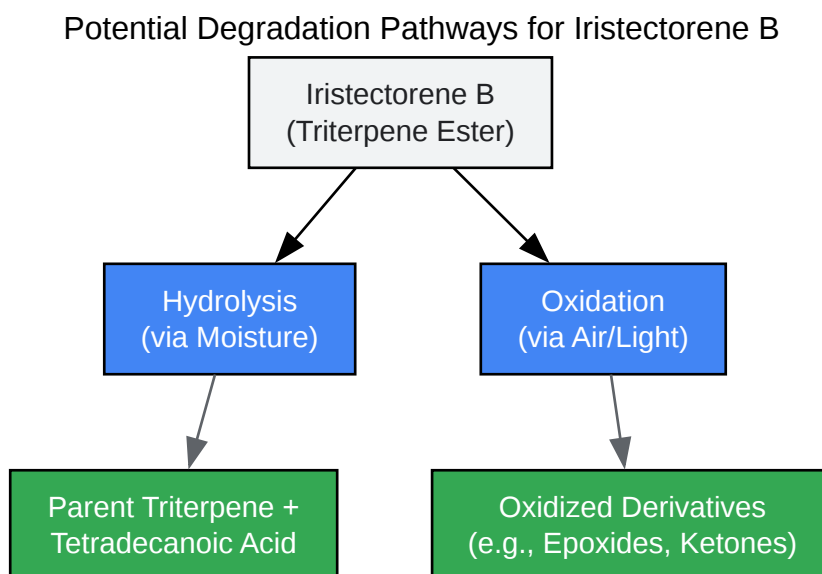 Potential Degradation Pathways for Iristectorene B
Iristectorene B
(Triterpene Ester)
Hydrolysis
(via Moisture)
Oxidation
(via Air/Light)
Parent Triterpene +
Tetradecanoic Acid
Oxidized Derivatives
(e.g., Epoxides, Ketones)